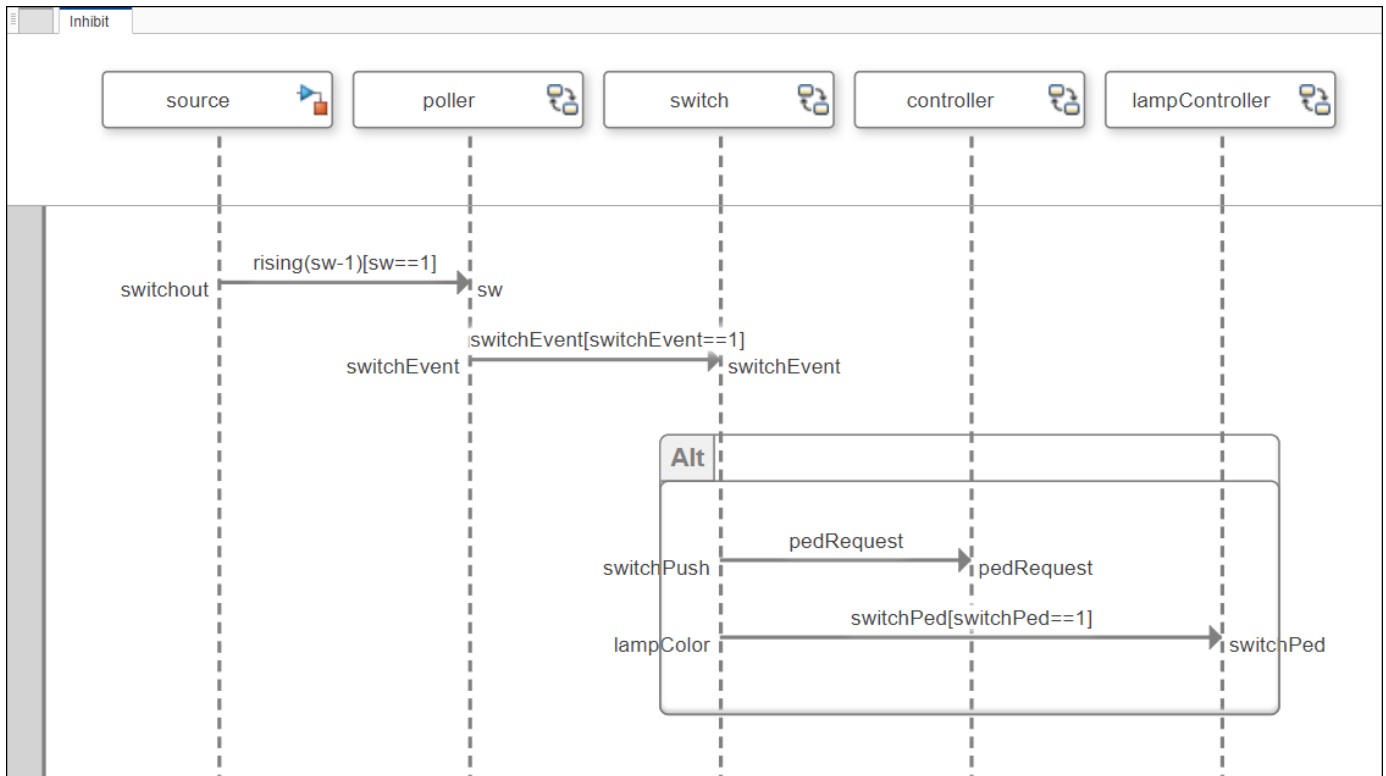 Inhibit
source
poller
switch
controller
lampController
rising(sw-1)[sw==1]
switchout
sw
switchEvent[switchEvent==1]
switchEvent
switchEvent
Alt
pedRequest
switchPush
pedRequest
switchPed[switchPed==1]
lampColor
switchPed